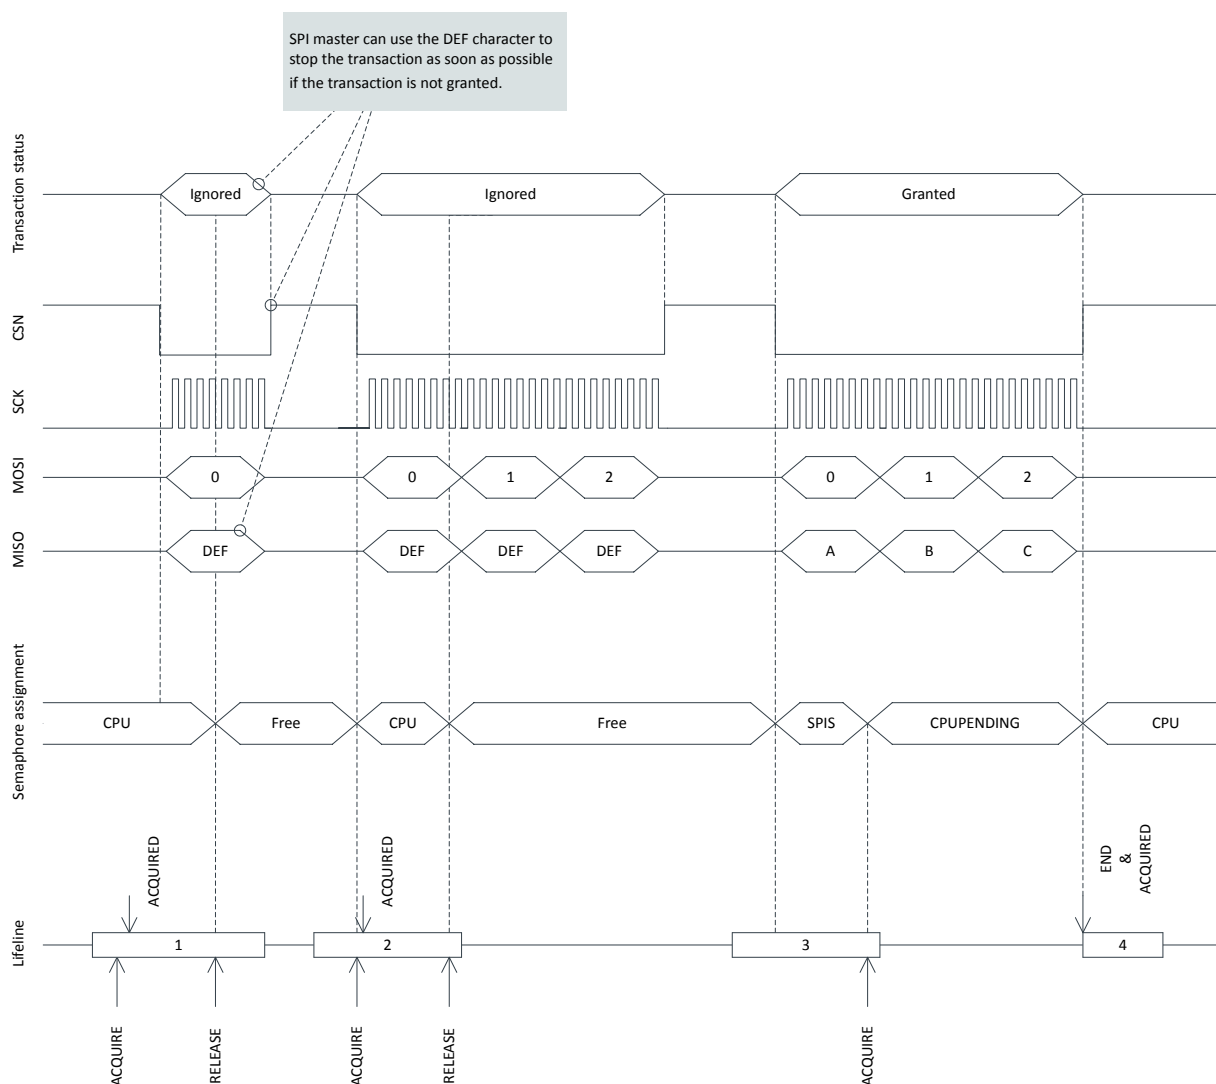 SPI master can use the DEF character to
stop the transaction as soon as possible
if the transaction is not granted.
Transaction status
Ignored
Ignored
Granted
CSN
SCK
MOSI
0
0
1
2
0
1
2
MISO
DEF
DEF
DEF
DEF
A
B
C
Semaphore assignment
CPU
Free
CPU
Free
SPIS
CPUPENDING
CPU
ACQUIRED
ACQUIRED
END
&
ACQUIRED
Lifeline
1
2
3
4
ACQUIRE
RELEASE
ACQUIRE
RELEASE
ACQUIRE